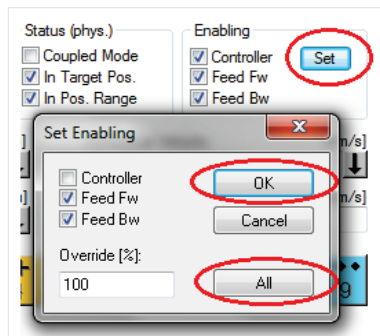 Status (phys.)
Coupled Mode
In Target Pos.
In Pos. Range
Enabling
Controller
Feed Fw
Feed Bw
Set
Set Enabling
Controller
Feed Fw
Feed Bw
Override [%]:
100
OK
Cancel
All
n/s]
n/s]
9